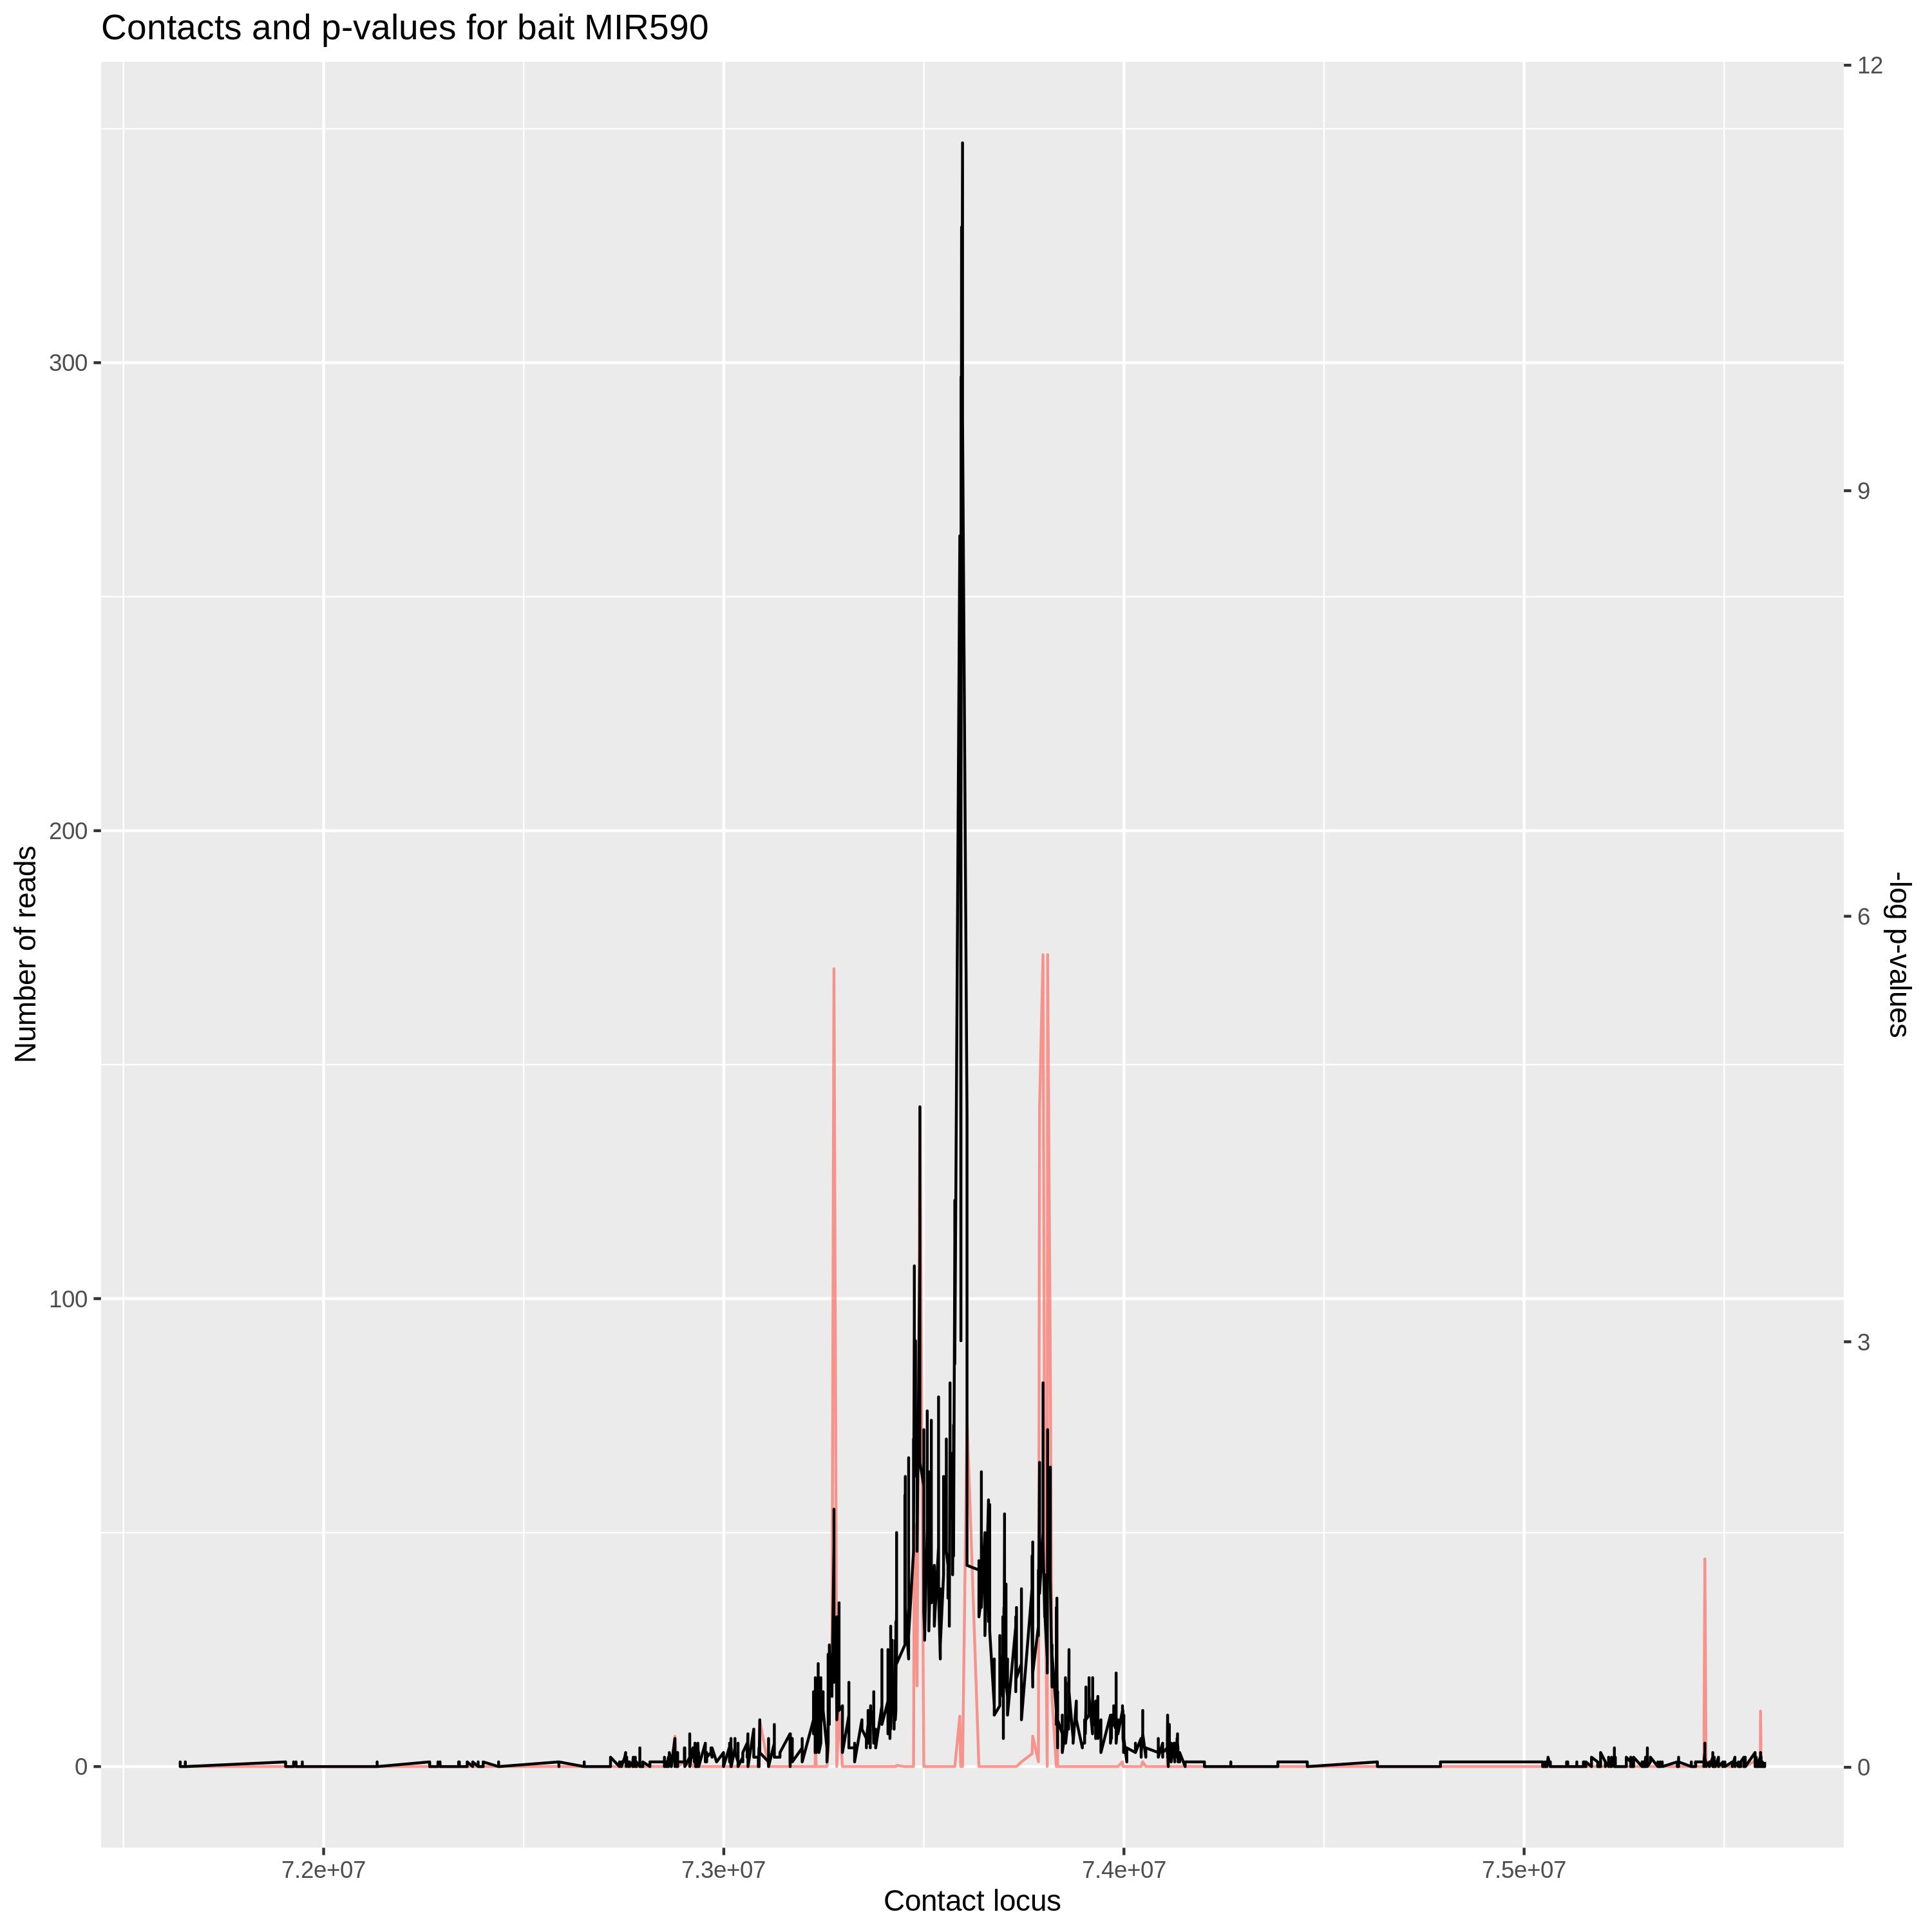 Contacts and p-values for bait MIR590
Number of reads
300
200
100
0
12
9
6
3
0
-log p-values
7.2e+07
7.3e+07
7.4e+07
7.5e+07
Contact locus